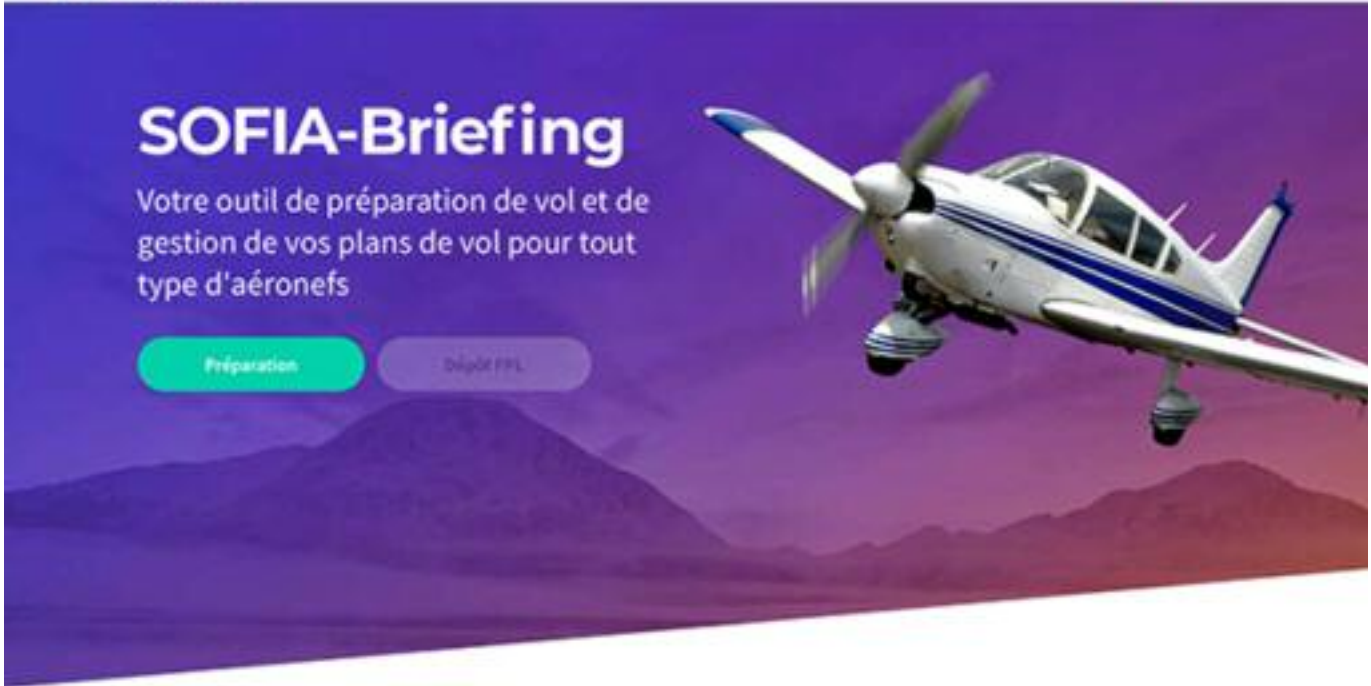 SOFIA-Briefing
Votre outil de préparation de vol et de
gestion de vos plans de vol pour tout
type d'aéronefs
Préparation
Dépôt FPL